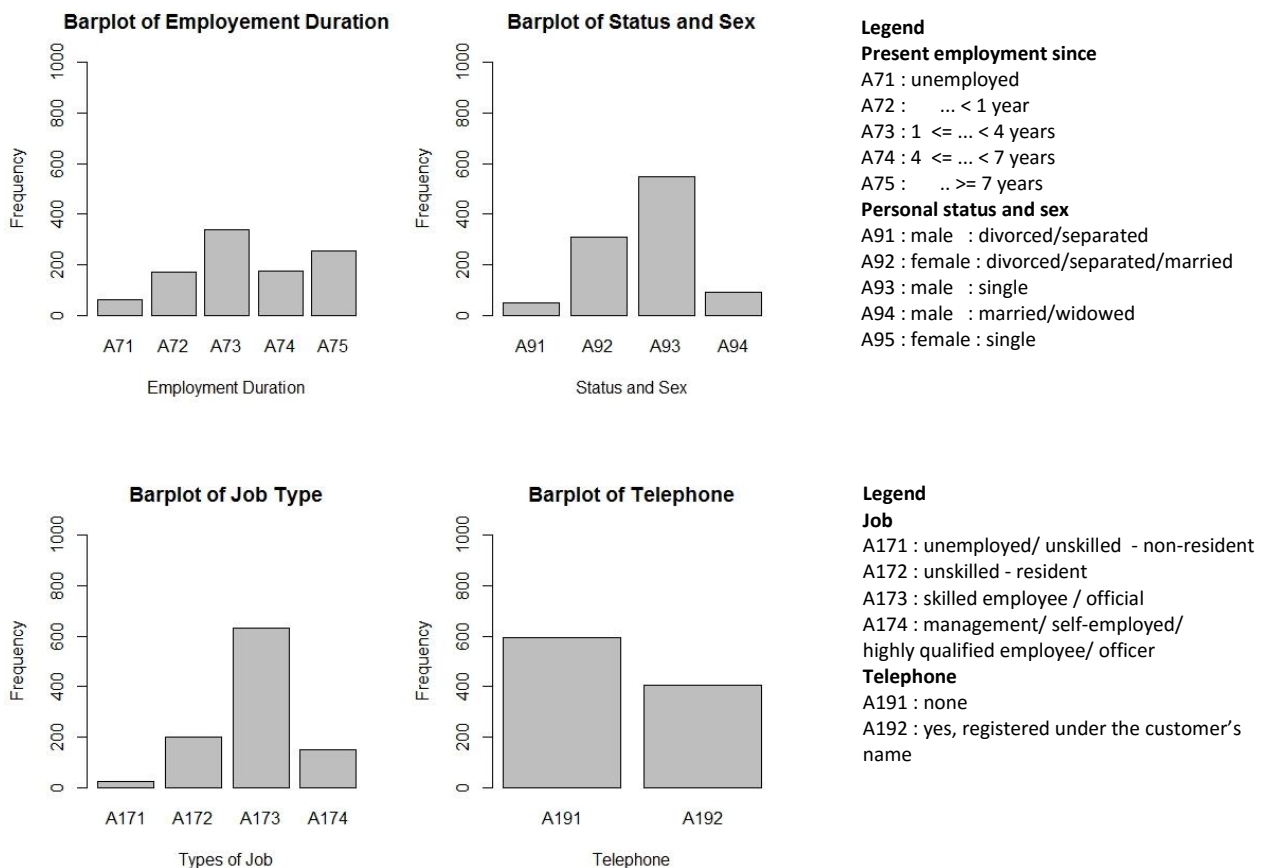 Barplot of Employement Duration
1000
800
600
400
200
0
Frequency
A71 A72 A73 A74 A75
Employment Duration
Barplot of Status and Sex
1000
800
600
400
200
0
Frequency
A91 A92 A93 A94
Status and Sex
Legend
Present employment since
A71 : unemployed
A72 : ... < 1 year
A73 : 1 <= ... < 4 years
A74 : 4 <= ... < 7 years
A75 : .. >= 7 years
Personal status and sex
A91 : male : divorced/separated
A92 : female : divorced/separated/married
A93 : male : single
A94 : male : married/widowed
A95 : female : single
Barplot of Job Type
1000
800
600
400
200
0
Frequency
A171 A172 A173 A174
Types of Job
Barplot of Telephone
1000
800
600
400
200
0
Frequency
A191 A192
Telephone
Legend
Job
A171 : unemployed/ unskilled - non-resident
A172 : unskilled - resident
A173 : skilled employee / official
A174 : management/ self-employed/
highly qualified employee/ officer
Telephone
A191 : none
A192 : yes, registered under the customer’s
name